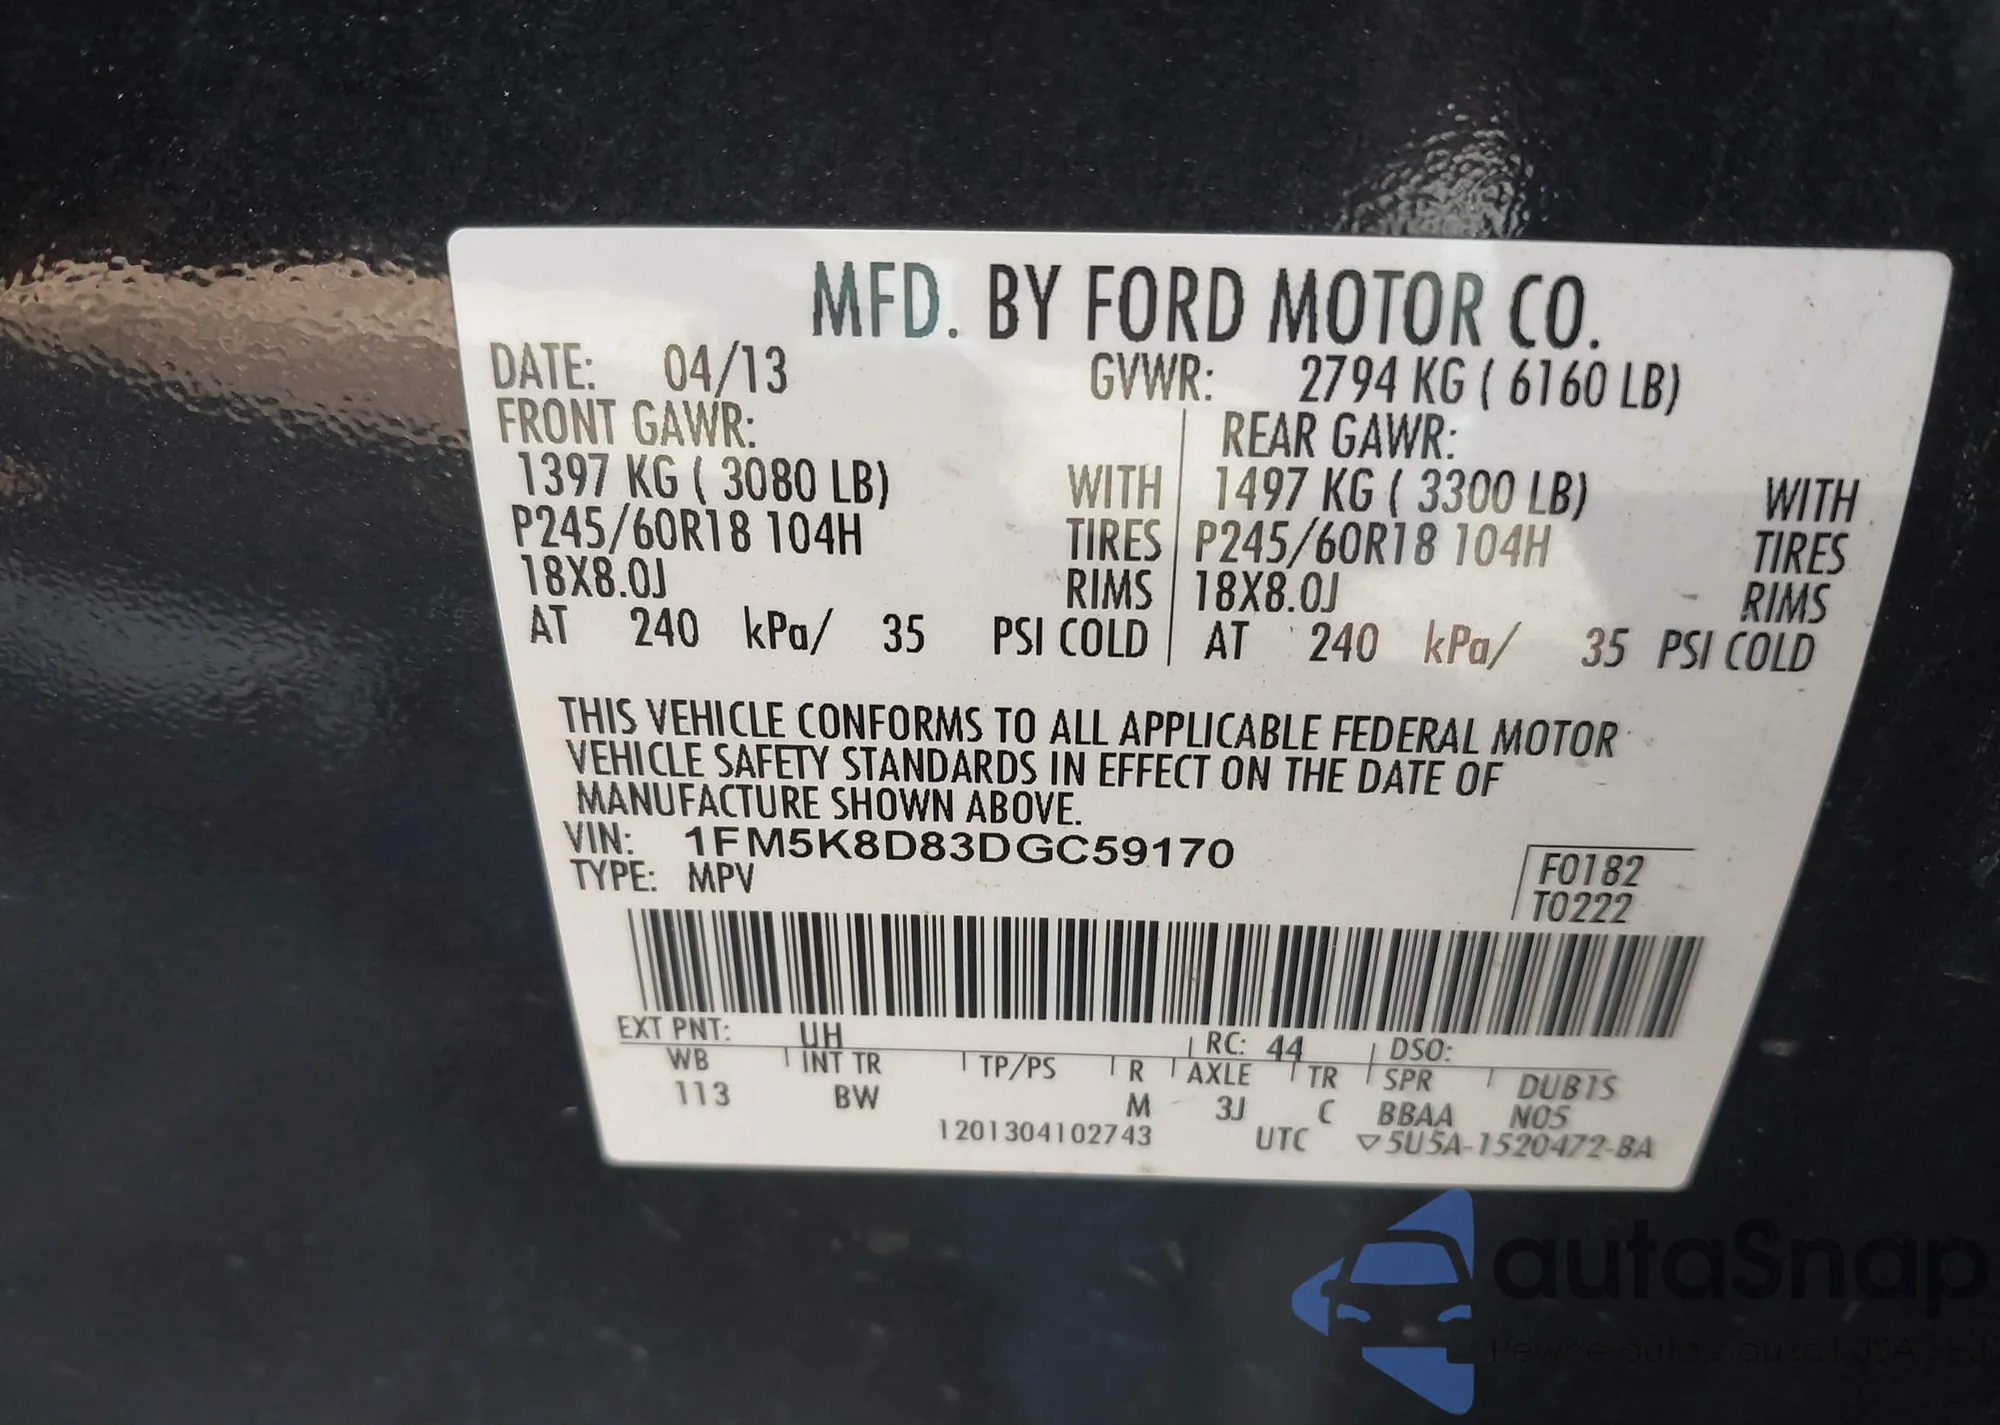 MFD. BY FORD MOTOR CO.
DATE: 04/13 GVWR: 2794 KG ( 6160 LB)
FRONT GAWR: REAR GAWR:
1397 KG ( 3080 LB) WITH 1497 KG ( 3300 LB) WITH
P245/60R18 104H TIRES P245/60R18 104H TIRES
18X8.0J RIMS 18X8.0J RIMS
AT 240 kPa/ 35 PSI COLD AT 240 kPa/ 35 PSI COLD
THIS VEHICLE CONFORMS TO ALL APPLICABLE FEDERAL MOTOR
VEHICLE SAFETY STANDARDS IN EFFECT ON THE DATE OF
MANUFACTURE SHOWN ABOVE.
VIN: 1FM5K8D83DGC59170
TYPE: MPV
F0182
T0222
EXT PNT: UH RC: 44 DSO:
WB INT TR TP/PS R AXLE TR SPR DUB1S
113 BW M 3J C BBAA N05
1201304102743 UTC ▽5U5A-1520472-BA
autaSnap